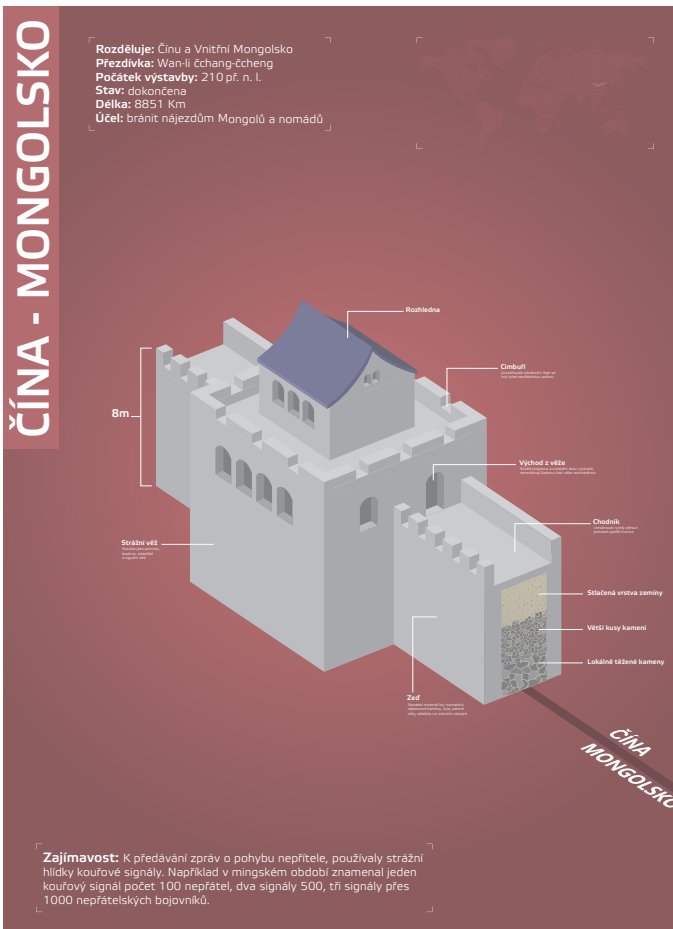 ČÍNA - MONGOLSKO
Rozděluje: Čínu a Vnitřní Mongolsko
Přezdívka: Wan-li čchang-čcheng
Počátek výstavby: 210 př. n. l.
Stav: dokončena
Délka: 8851 Km
Účel: bránit nájezdům Mongolů a nomádů
Rozhledna
Cimbuří
8m
Východ z věže
Chodník
Strážní věž
Stlačená vrstva zeminy
Větší kusy kamení
Lokálně těžené kameny
Zeď
ČÍNA
MONGOLSKO
Zajímavost: K předávání zpráv o pohybu nepřítele, používaly strážní
hlídky kouřové signály. Například v mingském období znamenal jeden
kouřový signál počet 100 nepřátel, dva signály 500, tři signály přes
1000 nepřátelských bojovníků.